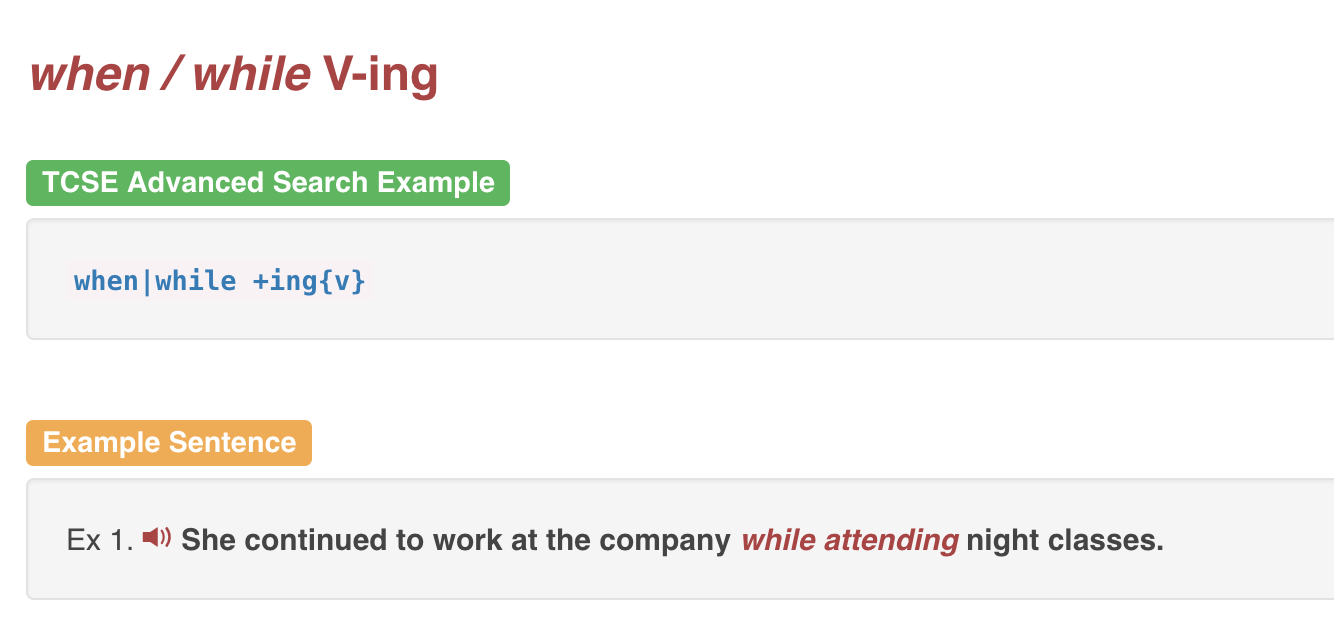 when / while V-ing
TCSE Advanced Search Example
when|while +ing{v}
Example Sentence
Ex 1. She continued to work at the company while attending night classes.